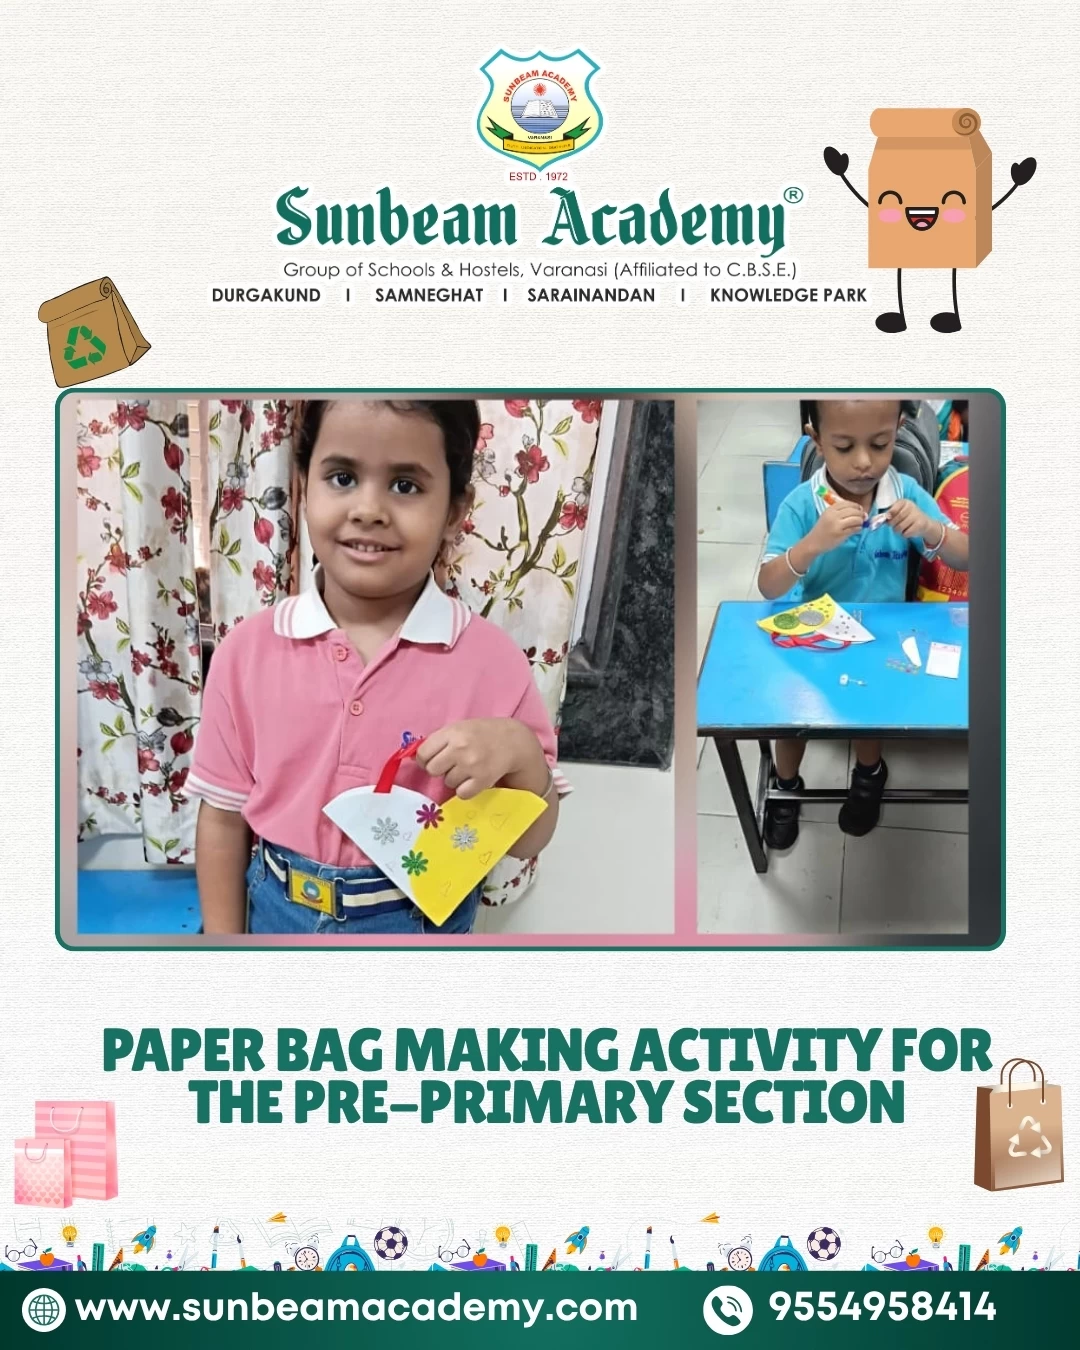 SUNBEAM ACADEMY
VARANASI
ESTD . 1972
Sunbeam Academy®
Group of Schools & Hostels, Varanasi (Affiliated to C.B.S.E.)
DURGAKUND I SAMNEGHAT I SARAINANDAN I KNOWLEDGE PARK
PAPER BAG MAKING ACTIVITY FOR
THE PRE-PRIMARY SECTION
www.sunbeamacademy.com 9554958414